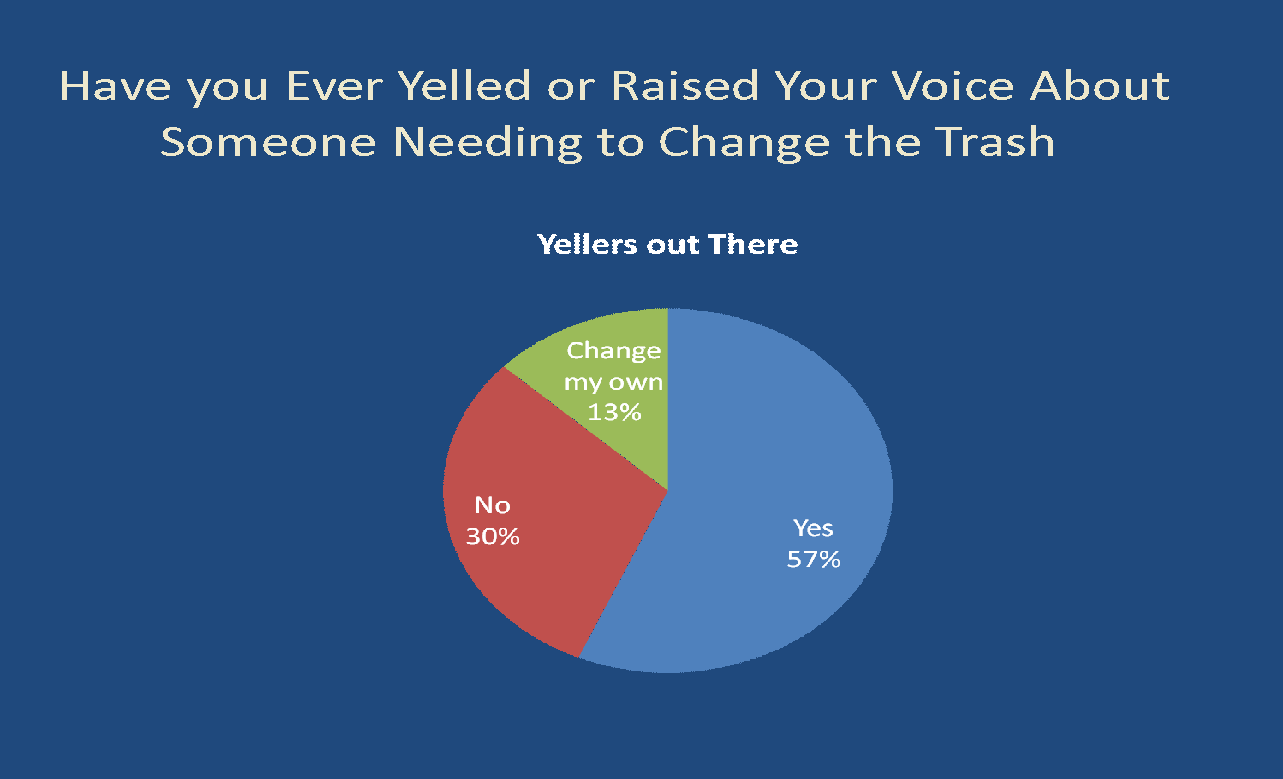 Have you Ever Yelled or Raised Your Voice About
Someone Needing to Change the Trash
Yellers out There
Change
my own
13%
No
30%
Yes
57%